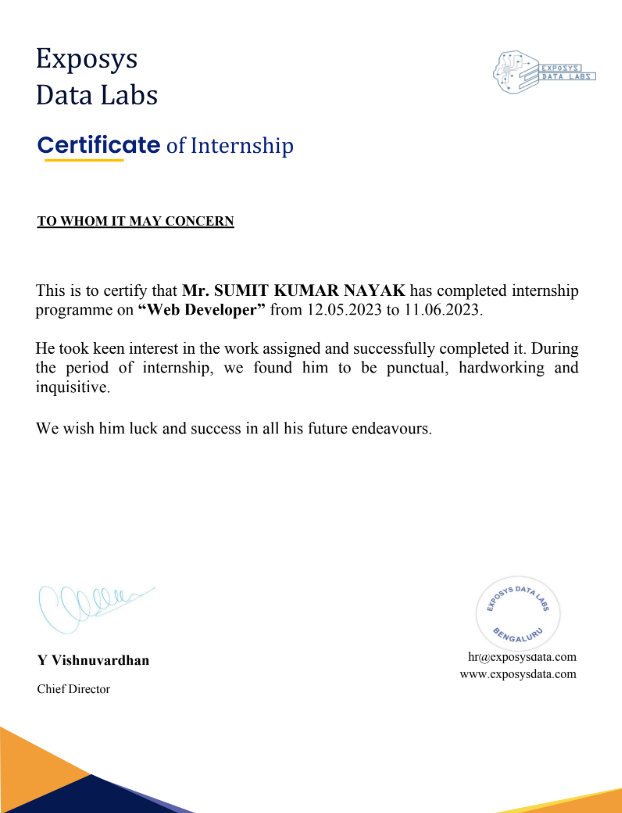 Exposys
Data Labs
EXPOSYS
DATA LABS
Certificate of Internship
TO WHOM IT MAY CONCERN
This is to certify that Mr. SUMIT KUMAR NAYAK has completed internship
programme on “Web Developer” from 12.05.2023 to 11.06.2023.
He took keen interest in the work assigned and successfully completed it. During
the period of internship, we found him to be punctual, hardworking and
inquisitive.
We wish him luck and success in all his future endeavours.
EXPOSYS DATA LABS
BENGALURU
Y Vishnuvardhan
Chief Director
hr@exposysdata.com
www.exposysdata.com